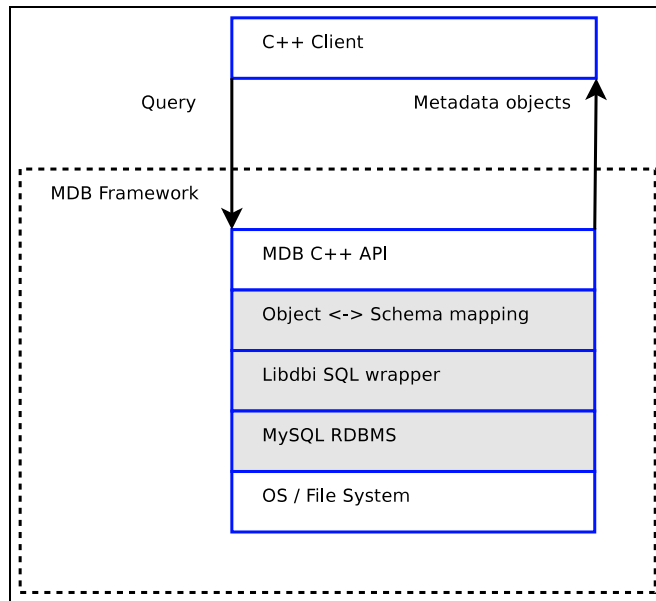 C++ Client
Query
Metadata objects
MDB Framework
MDB C++ API
Object <-> Schema mapping
Libdbi SQL wrapper
MySQL RDBMS
OS / File System